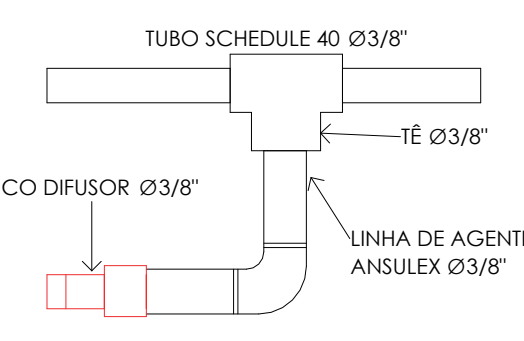 TUBO SCHEDULE 40 Ø3/8"
TÊ Ø3/8"
CO DIFUSOR Ø3/8"
LINHA DE AGENT
ANSULEX Ø3/8"